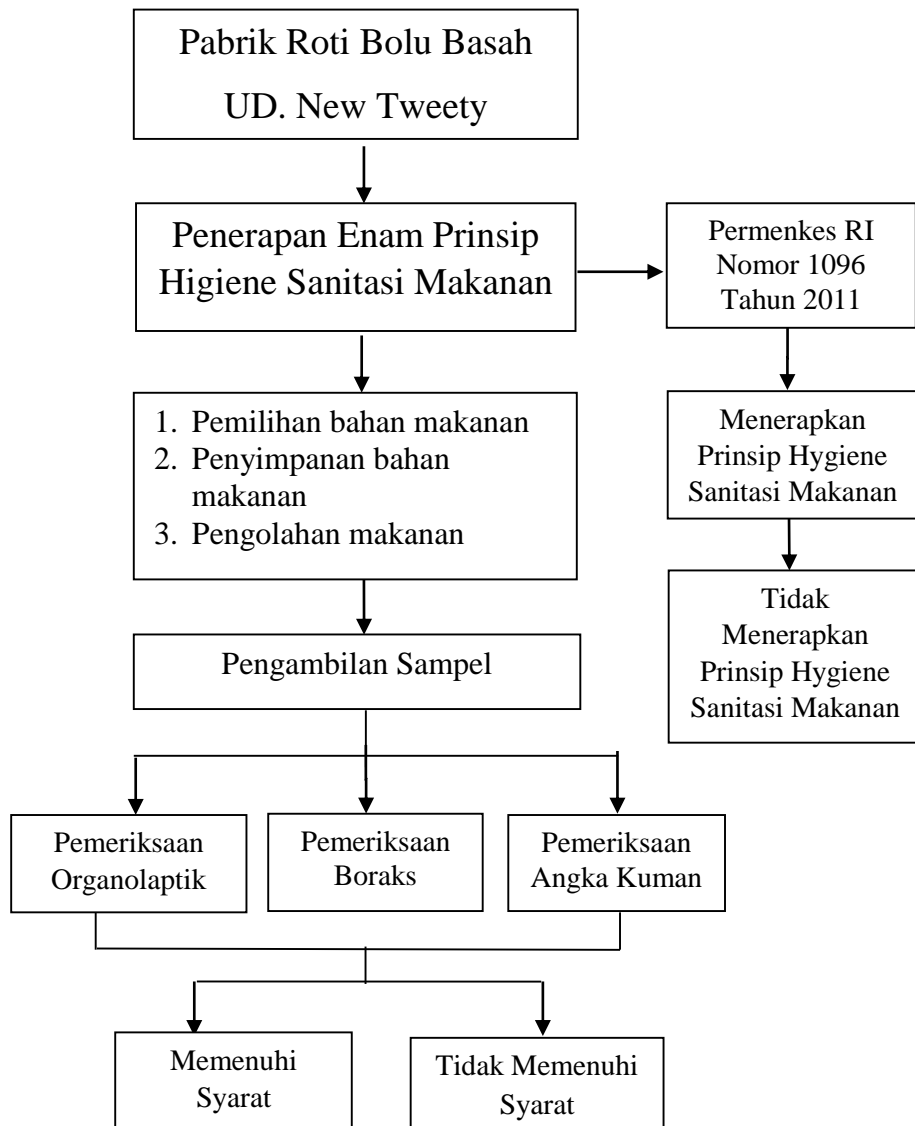 Pabrik Roti Bolu Basah
UD. New Tweety
Penerapan Enam Prinsip
Higiene Sanitasi Makanan
Permenkes RI
Nomor 1096
Tahun 2011
1. Pemilihan bahan makanan
2. Penyimpanan bahan
makanan
3. Pengolahan makanan
Menerapkan
Prinsip Hygiene
Sanitasi Makanan
Tidak
Menerapkan
Prinsip Hygiene
Sanitasi Makanan
Pengambilan Sampel
Pemeriksaan
Organolaptik
Pemeriksaan
Boraks
Pemeriksaan
Angka Kuman
Memenuhi
Syarat
Tidak Memenuhi
Syarat